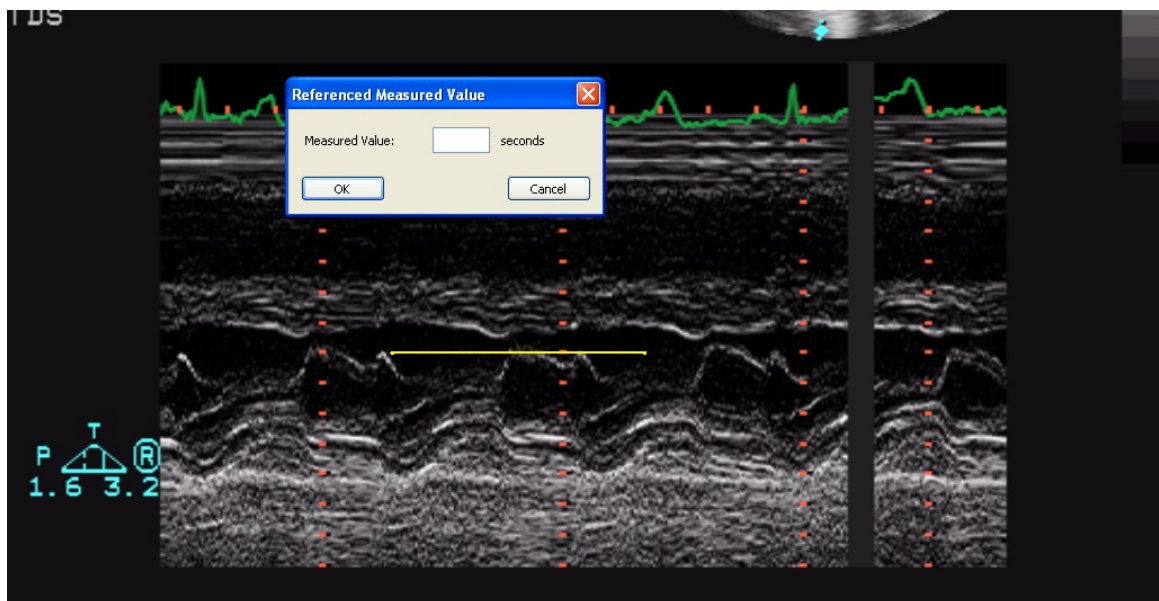 TDS
Referenced Measured Value
Measured Value: seconds
OK Cancel
T
P R
1.6 3.2